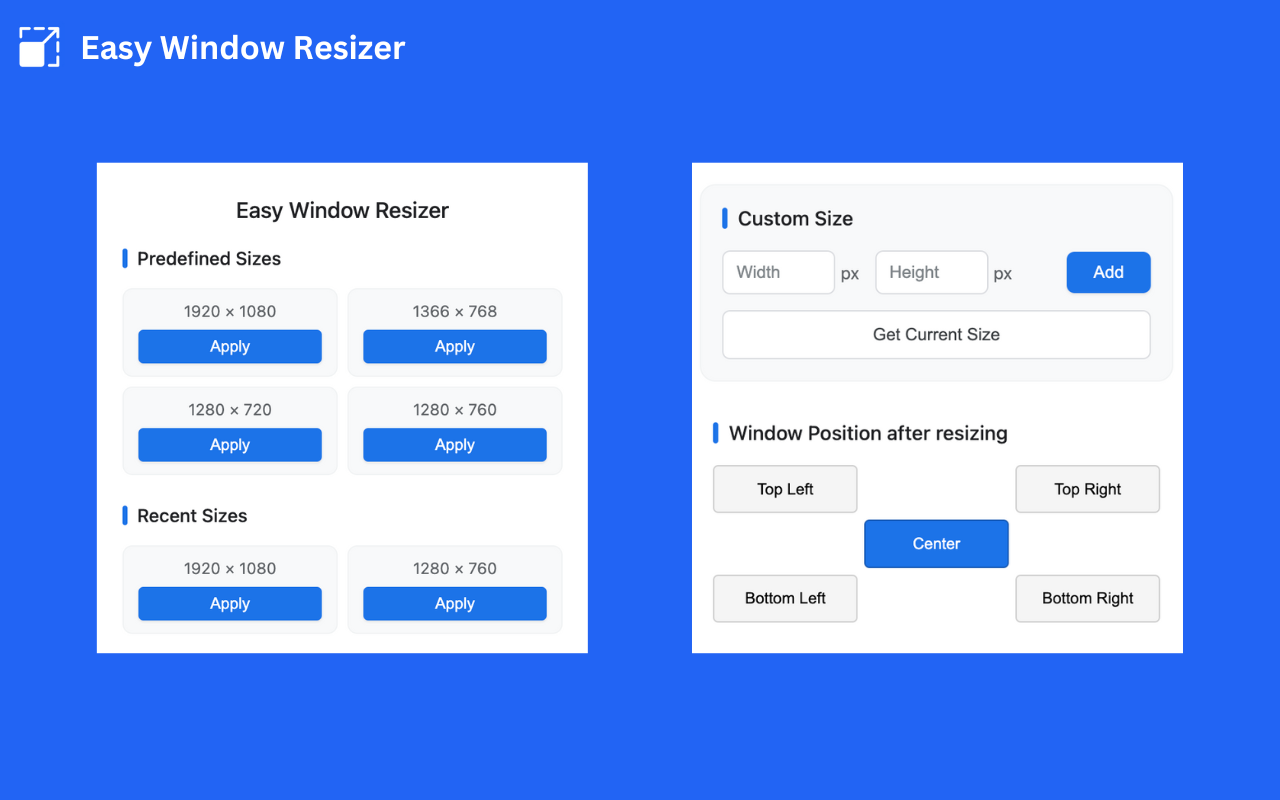 Easy Window Resizer
Easy Window Resizer
Predefined Sizes
1920 × 1080
1366 × 768
Apply
Apply
1280 × 720
1280 × 760
Apply
Apply
Recent Sizes
1920 × 1080
1280 × 760
Apply
Apply
Custom Size
Width px Height px Add
Get Current Size
Window Position after resizing
Top Left
Top Right
Center
Bottom Left
Bottom Right